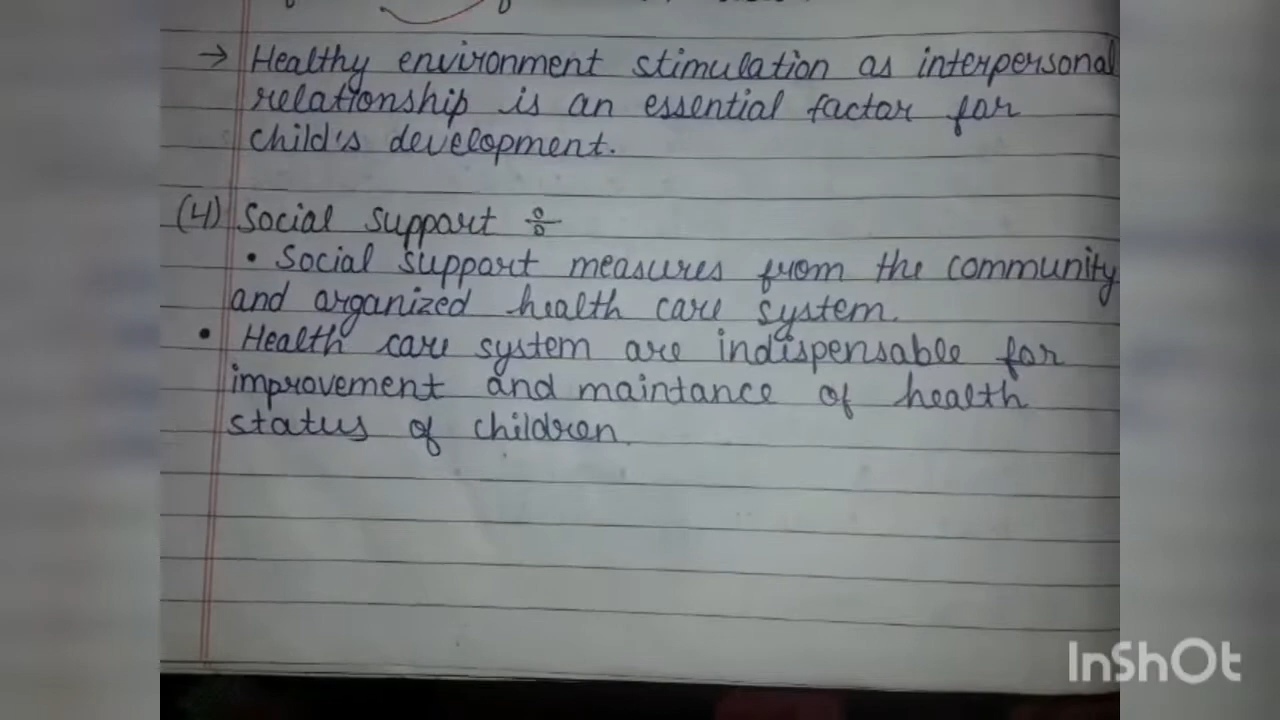 → Healthy environment stimulation as interpersonal
relationship is an essential factor for
child's development.
(4) Social support ÷
• Social support measures from the community
and organized health care system.
• Health care system are indispensable for
improvement and maintance of health
status of children.
InShOt